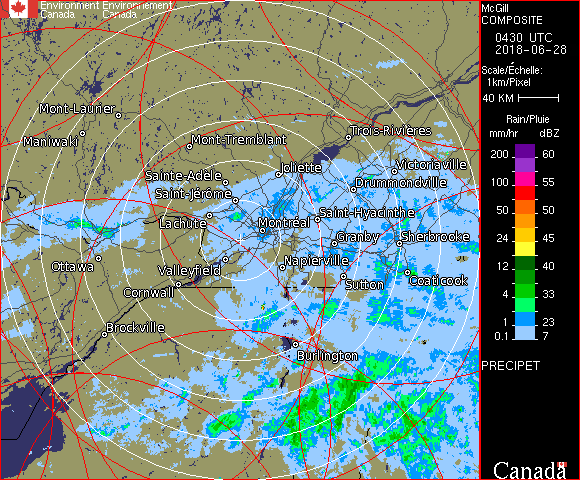 Environment Environnement
Canada Canada
Mont-Laurier
Maniwaki
Mont-Tremblant
Trois-Rivières
Sainte-Adèle
Joliette
Victoriaville
Saint-Jérôme
Drummondville
Lachute
Montréal
Saint-Hyacinthe
Granby
Sherbrooke
Ottawa
Valleyfield
Napierville
Cornwall
Sutton
Coaticook
Brockville
Burlington
McGill
COMPOSITE
0430 UTC
2018-06-28
Scale/Échelle:
1km/Pixel
40 KM
Rain/Pluie
mm/hr dBZ
200 60
100 55
50 50
24 45
12 40
4 33
1 23
0.1 7
PRECIPET
Canada